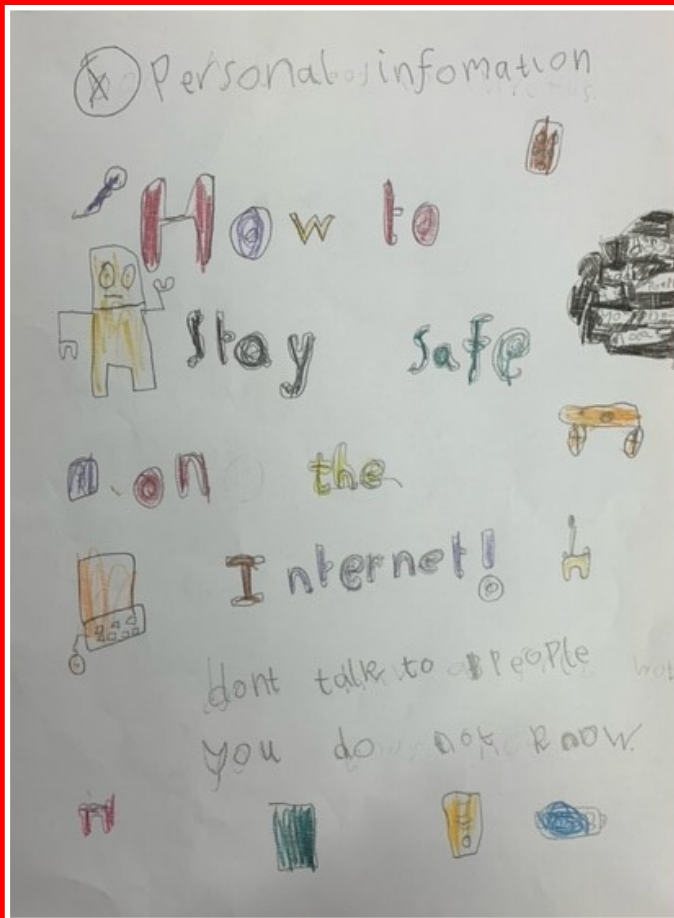 X Personal infomation
How to
Stay safe
on the
Internet!
dont talk to People
you do not know